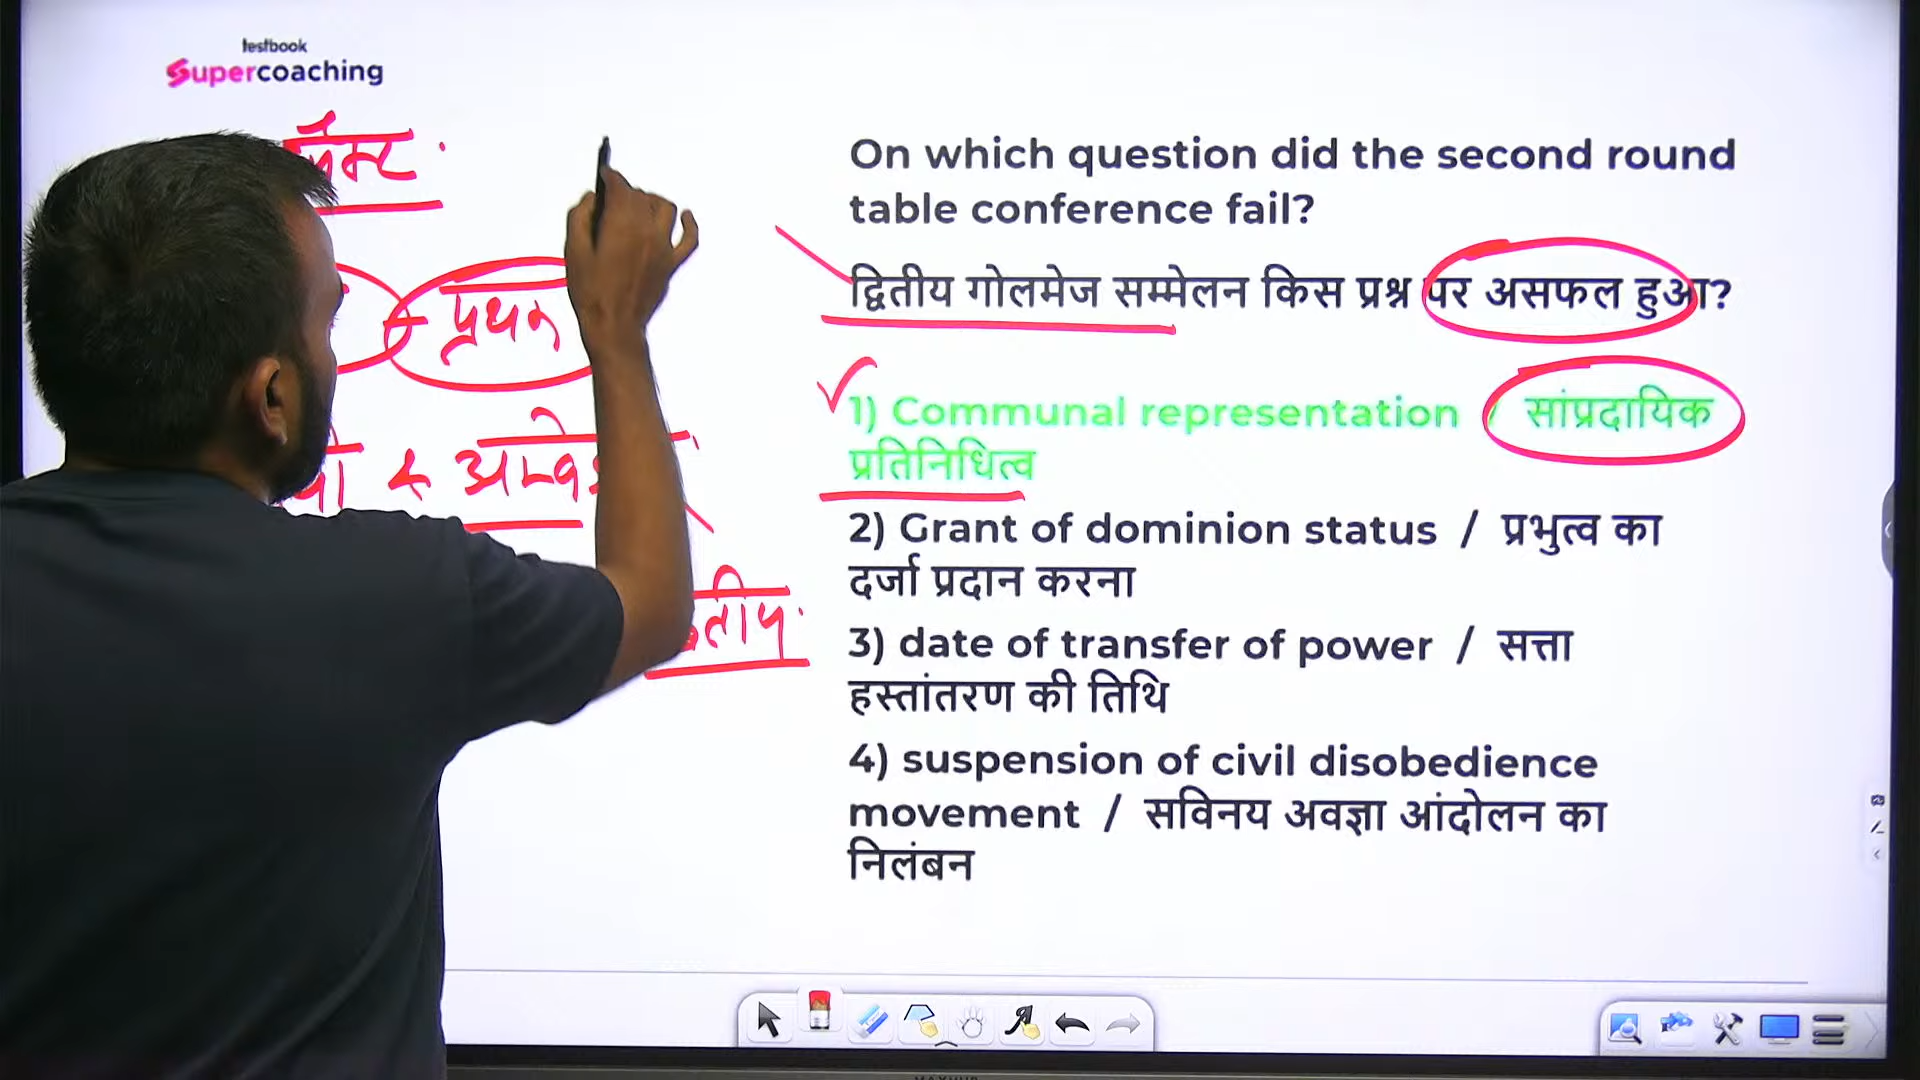 testbook
Supercoaching
प्रथम
On which question did the second round
table conference fail?
द्वितीय गोलमेज सम्मेलन किस प्रश्न पर असफल हुआ?
1) Communal representation / सांप्रदायिक
प्रतिनिधित्व
2) Grant of dominion status / प्रभुत्व का
दर्जा प्रदान करना
3) date of transfer of power / सत्ता
हस्तांतरण की तिथि
4) suspension of civil disobedience
movement / सविनय अवज्ञा आंदोलन का
निलंबन